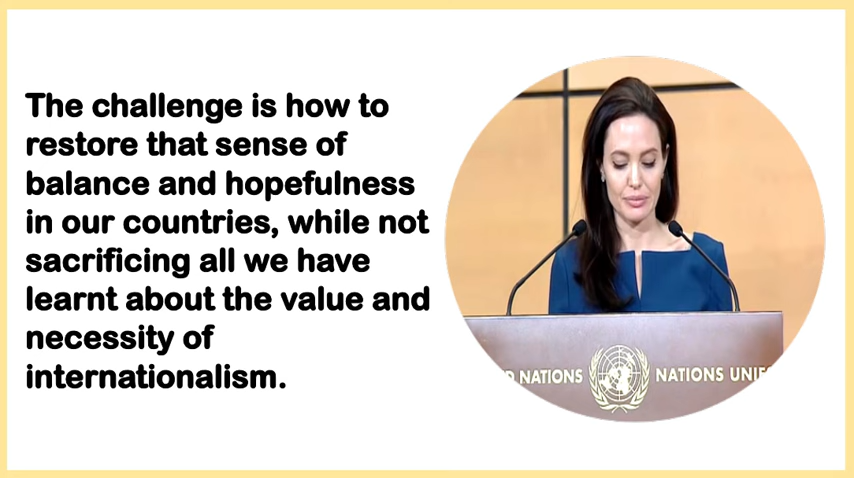 The challenge is how to
restore that sense of
balance and hopefulness
in our countries, while not
sacrificing all we have
learnt about the value and
necessity of
internationalism.
NATIONS
NATIONS